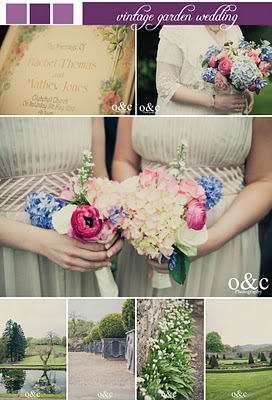 vintage garden wedding
The Marriage Of
Rachel Thomas
and
Mathew Jones
o&c
o&c
o&c
Photography
o&c
o&c
o&c
o&c